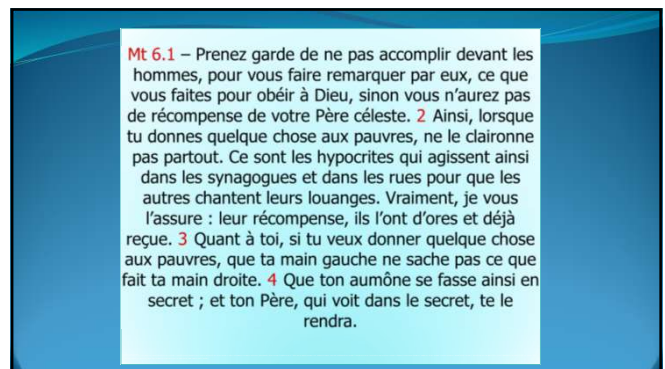 Mt 6.1 – Prenez garde de ne pas accomplir devant les
hommes, pour vous faire remarquer par eux, ce que
vous faites pour obéir à Dieu, sinon vous n'aurez pas
de récompense de votre Père céleste. 2 Ainsi, lorsque
tu donnes quelque chose aux pauvres, ne le claironne
pas partout. Ce sont les hypocrites qui agissent ainsi
dans les synagogues et dans les rues pour que les
autres chantent leurs louanges. Vraiment, je vous
l'assure : leur récompense, ils l'ont d'ores et déjà
reçue. 3 Quant à toi, si tu veux donner quelque chose
aux pauvres, que ta main gauche ne sache pas ce que
fait ta main droite. 4 Que ton aumône se fasse ainsi en
secret ; et ton Père, qui voit dans le secret, te le
rendra.